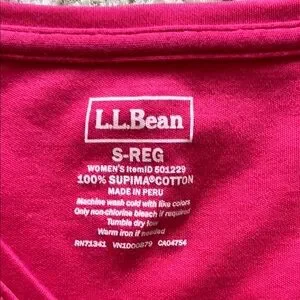 L.L.Bean
S-REG
WOMEN'S ItemID 501229
100% SUPIMA®COTTON
MADE IN PERU
Machine wash cold with like colors
Only non-chlorine bleach if required
Tumble dry low
Warm iron if needed
RN71341 VN1000879 CA04754